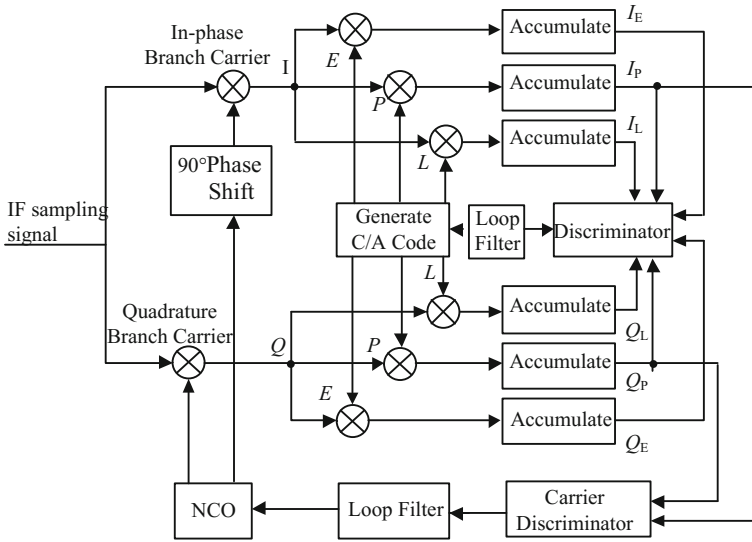 Accumulate
I_E
In-phase
Branch Carrier
I
E
Accumulate
I_P
P
Accumulate
I_L
L
90°Phase
Shift
IF sampling
signal
Generate
C/A Code
Loop
Filter
Discriminator
L
Quadrature
Branch Carrier
Accumulate
Q_L
Q
P
Accumulate
Q_P
E
Accumulate
Q_E
NCO
Loop Filter
Carrier
Discriminator